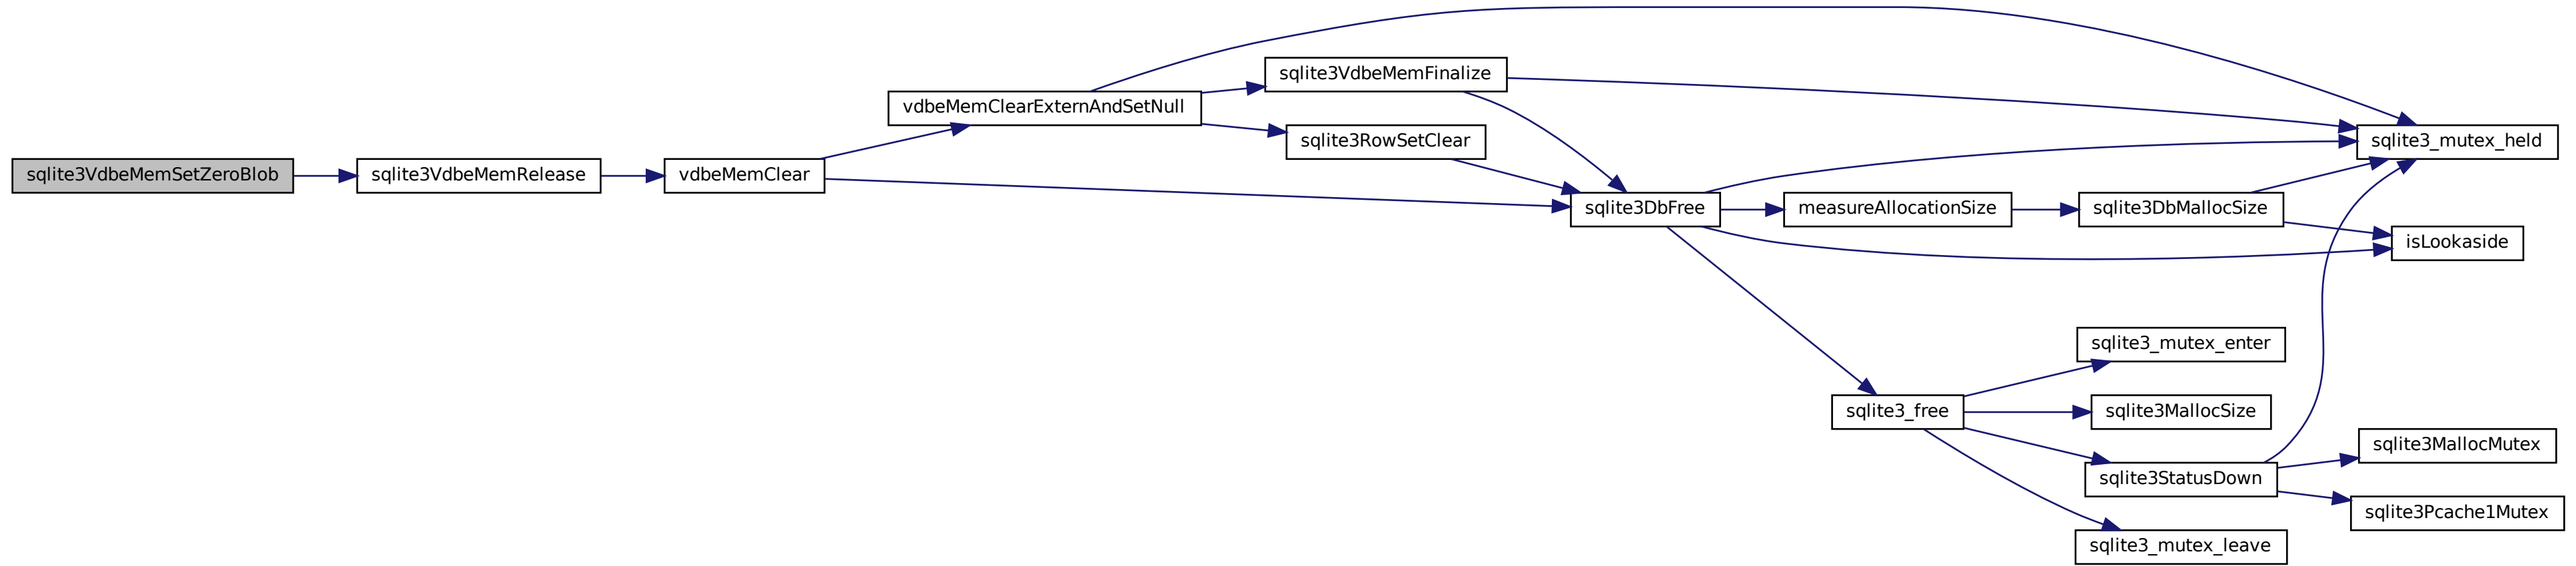 sqlite3VdbeMemSetZeroBlob
sqlite3VdbeMemRelease
vdbeMemClear
vdbeMemClearExternAndSetNull
sqlite3VdbeMemFinalize
sqlite3RowSetClear
sqlite3DbFree
measureAllocationSize
sqlite3DbMallocSize
sqlite3_mutex_held
isLookaside
sqlite3_free
sqlite3_mutex_enter
sqlite3MallocSize
sqlite3StatusDown
sqlite3_mutex_leave
sqlite3MallocMutex
sqlite3Pcache1Mutex